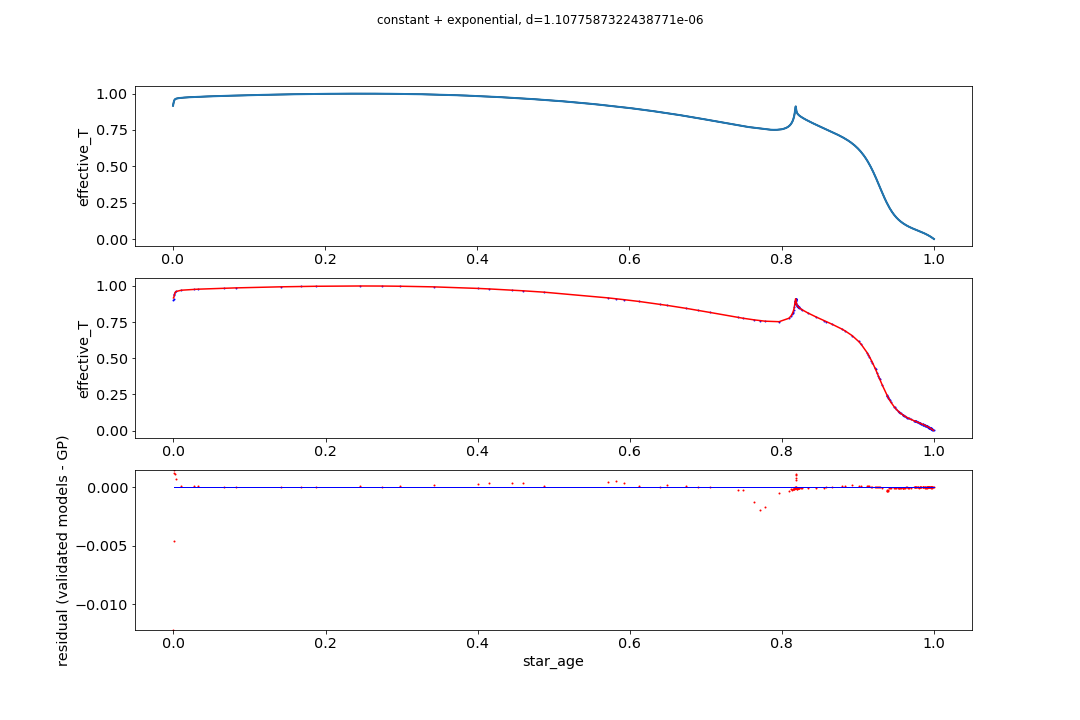 constant + exponential, d=1.1077587322438771e-06
1.00
0.75
0.50
0.25
0.00
effective_T
0.0 0.2 0.4 0.6 0.8 1.0
1.00
0.75
0.50
0.25
0.00
effective_T
0.0 0.2 0.4 0.6 0.8 1.0
0.000
−0.005
−0.010
residual (validated models - GP)
0.0 0.2 0.4 0.6 0.8 1.0
star_age